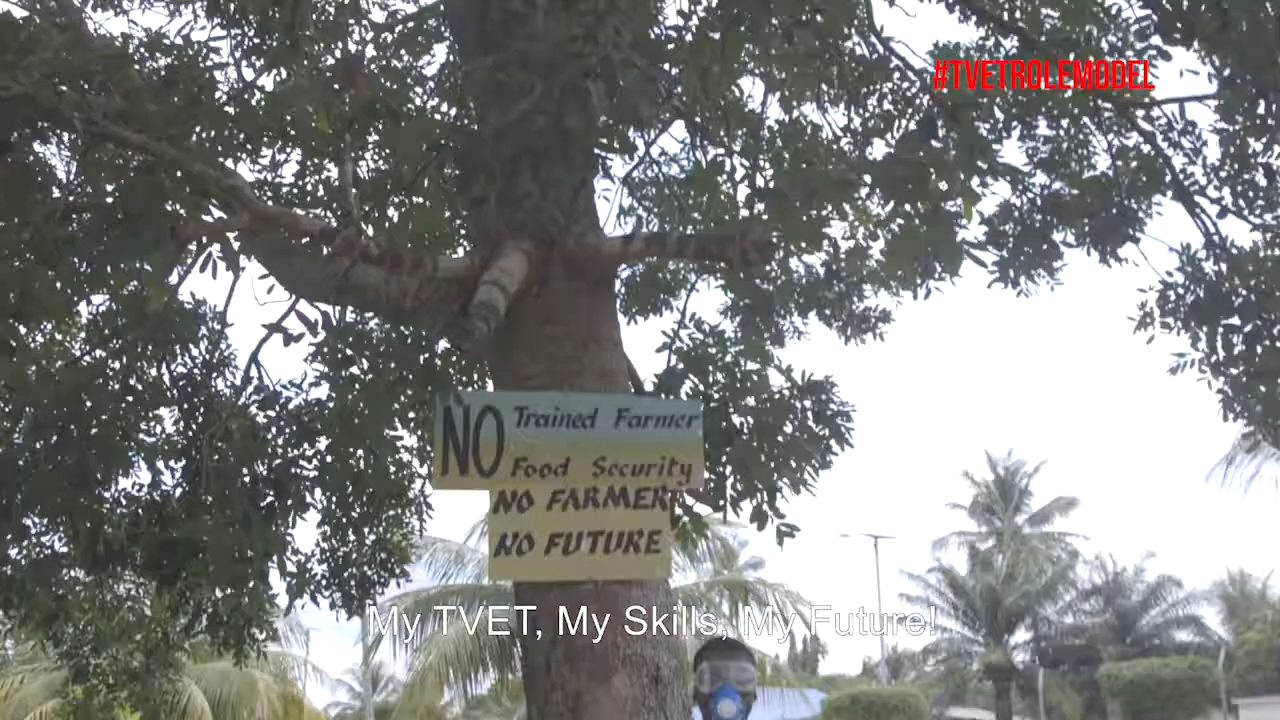 #TVETROLEMODEL
NO Trained Farmer
Food Security
NO FARMER
NO FUTURE
My TVET, My Skills, My Future!